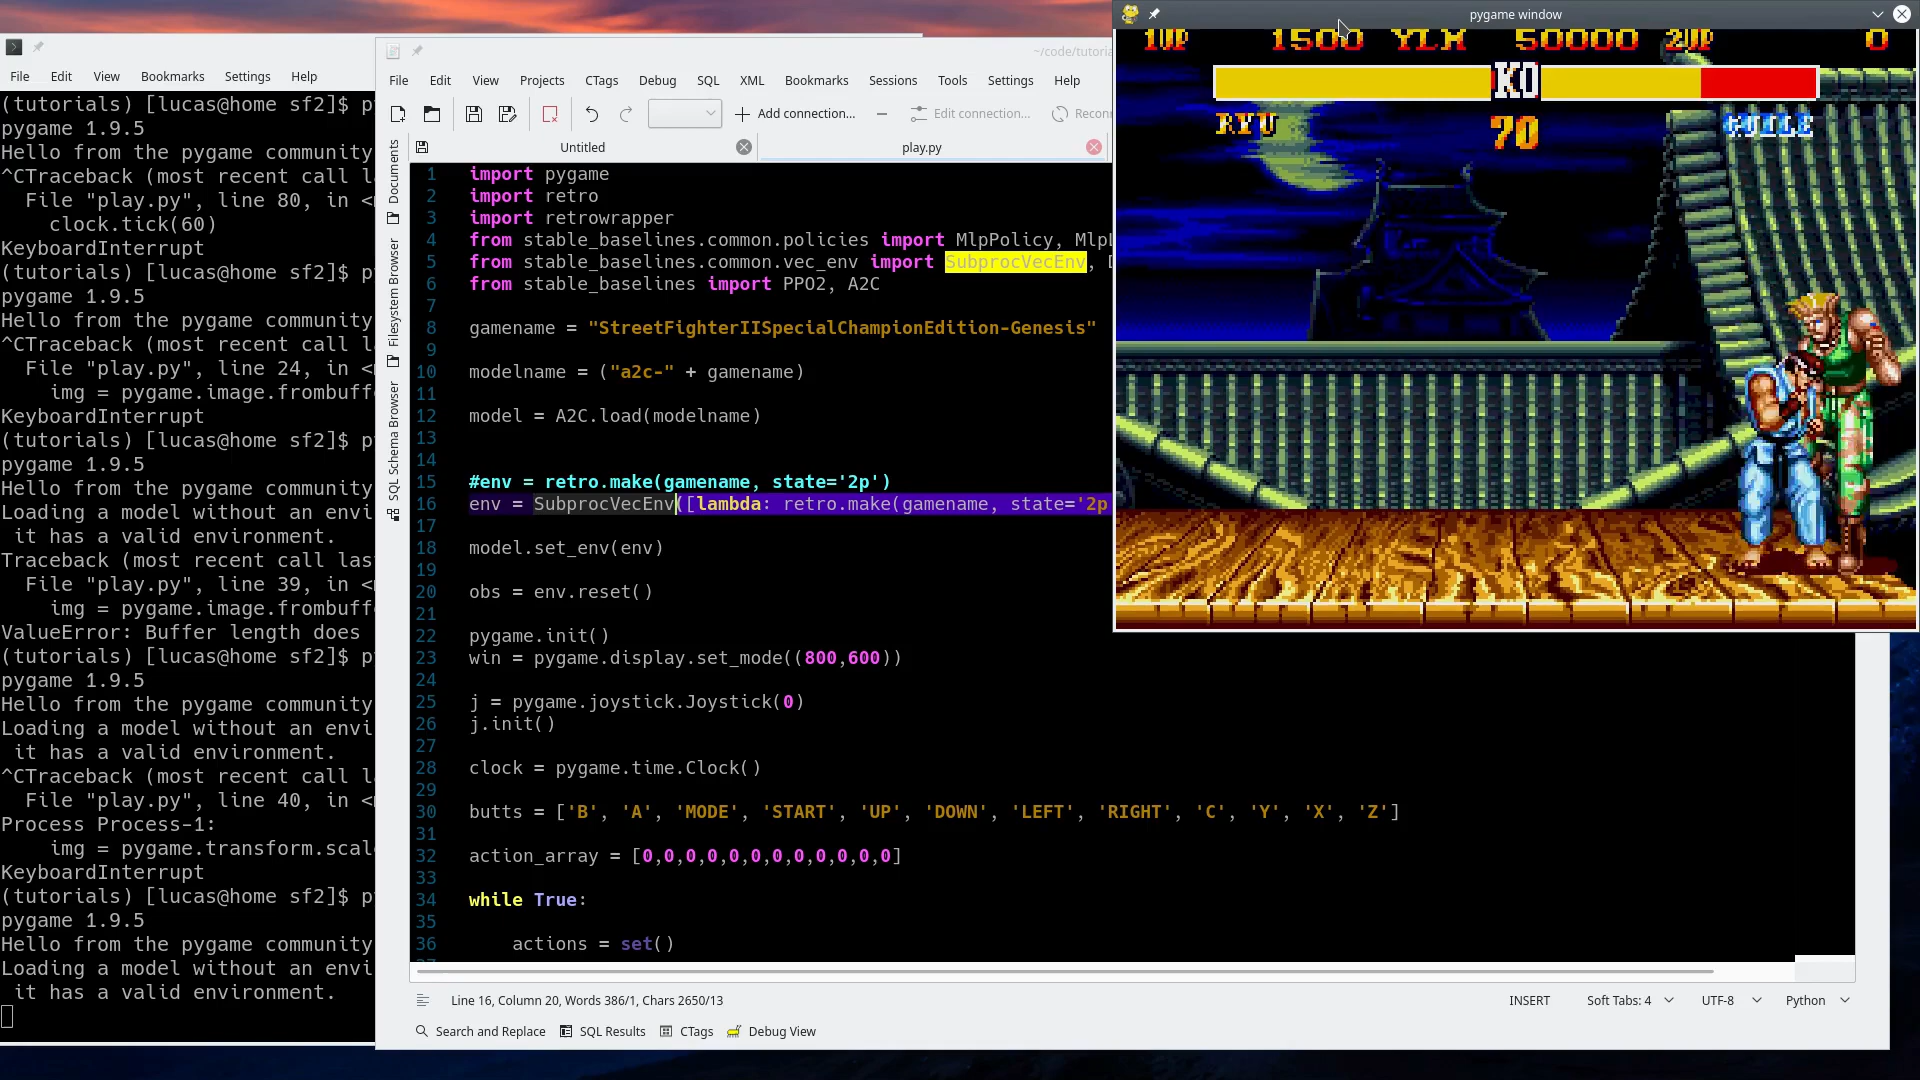 File Edit View Bookmarks Settings Help
(tutorials) [lucas@home sf2]$ p
pygame 1.9.5
Hello from the pygame community
^CTraceback (most recent call l
File "play.py", line 80, in <
clock.tick(60)
KeyboardInterrupt
(tutorials) [lucas@home sf2]$ p
pygame 1.9.5
Hello from the pygame community
^CTraceback (most recent call l
File "play.py", line 24, in <
img = pygame.image.frombuff
KeyboardInterrupt
(tutorials) [lucas@home sf2]$ p
pygame 1.9.5
Hello from the pygame community
Loading a model without an envi
it has a valid environment.
Traceback (most recent call las
File "play.py", line 39, in <
img = pygame.image.frombuff
ValueError: Buffer length does
(tutorials) [lucas@home sf2]$ p
pygame 1.9.5
Hello from the pygame community
Loading a model without an envi
it has a valid environment.
^CTraceback (most recent call l
File "play.py", line 40, in <
Process Process-1:
img = pygame.transform.scal
KeyboardInterrupt
(tutorials) [lucas@home sf2]$ p
pygame 1.9.5
Hello from the pygame community
Loading a model without an envi
it has a valid environment.
~/code/tutoria
File Edit View Projects CTags Debug SQL XML Bookmarks Sessions Tools Settings Help
Add connection... Edit connection... Recon
Documents
Filesystem Browser
SQL Schema Browser
Untitled play.py
1 import pygame
2 import retro
3 import retrowrapper
4 from stable_baselines.common.policies import MlpPolicy, Mlp
5 from stable_baselines.common.vec_env import SubprocVecEnv,
6 from stable_baselines import PPO2, A2C
7
8 gamename = "StreetFighterIISpecialChampionEdition-Genesis"
9
10 modelname = ("a2c-" + gamename)
11
12 model = A2C.load(modelname)
13
14
15 #env = retro.make(gamename, state='2p')
16 env = SubprocVecEnv([lambda: retro.make(gamename, state='2p
17
18 model.set_env(env)
19
20 obs = env.reset()
21
22 pygame.init()
23 win = pygame.display.set_mode((800,600))
24
25 j = pygame.joystick.Joystick(0)
26 j.init()
27
28 clock = pygame.time.Clock()
29
30 butts = ['B', 'A', 'MODE', 'START', 'UP', 'DOWN', 'LEFT', 'RIGHT', 'C', 'Y', 'X', 'Z']
31
32 action_array = [0,0,0,0,0,0,0,0,0,0,0,0]
33
34 while True:
35
36 actions = set()
Line 16, Column 20, Words 386/1, Chars 2650/13
INSERT Soft Tabs: 4 UTF-8 Python
Search and Replace SQL Results CTags Debug View
pygame window
1UP 1500 YLM 50000 2UP 0
KO
RYU 70 GUILE